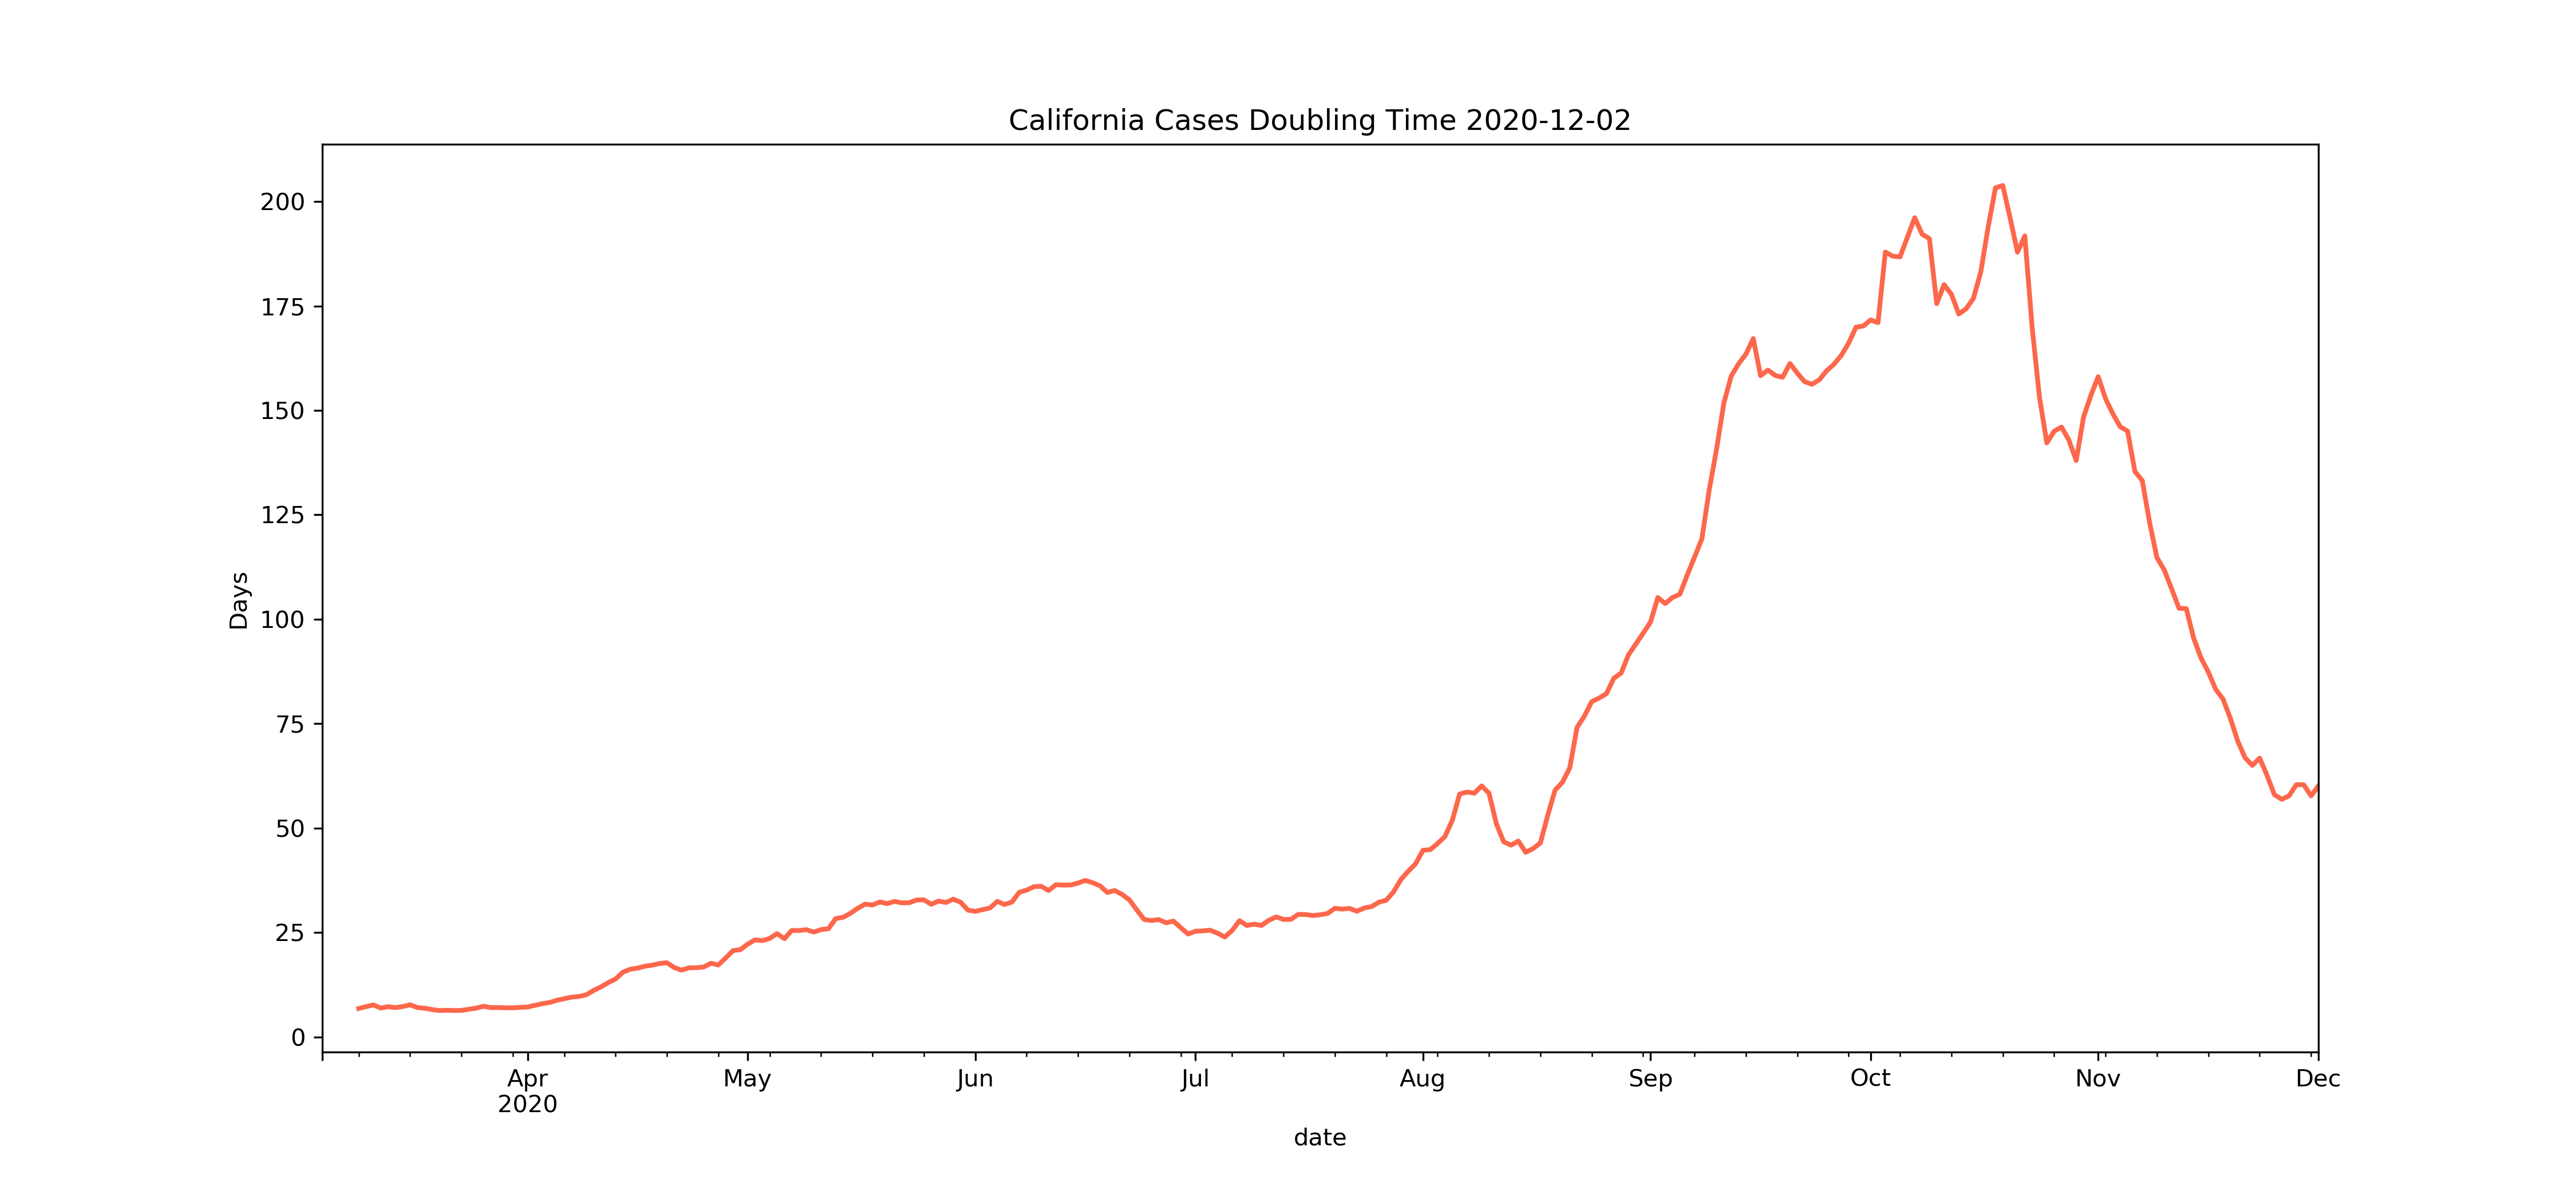 California Cases Doubling Time 2020-12-02
200
175
150
125
100
75
50
25
0
Days
Apr May Jun Jul Aug Sep Oct Nov Dec
2020
date